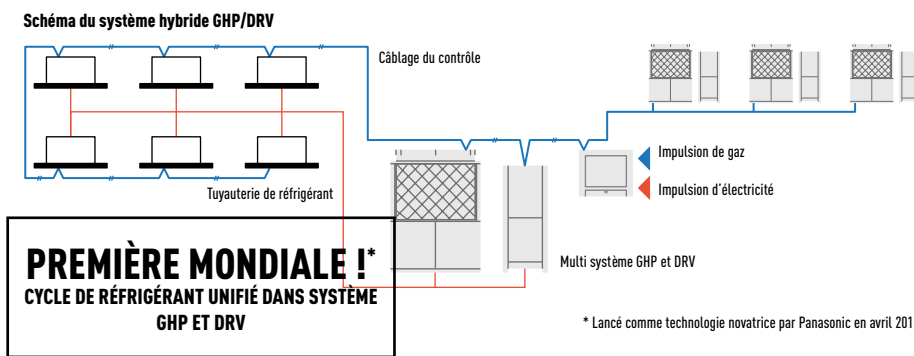 Schéma du système hybride GHP/DRV
Câblage du contrôle
Tuyauterie de réfrigérant
Impulsion de gaz
Impulsion d'électricité
Multi système GHP et DRV
PREMIÈRE MONDIALE !*
CYCLE DE RÉFRIGÉRANT UNIFIÉ DANS SYSTÈME
GHP ET DRV
* Lancé comme technologie novatrice par Panasonic en avril 201